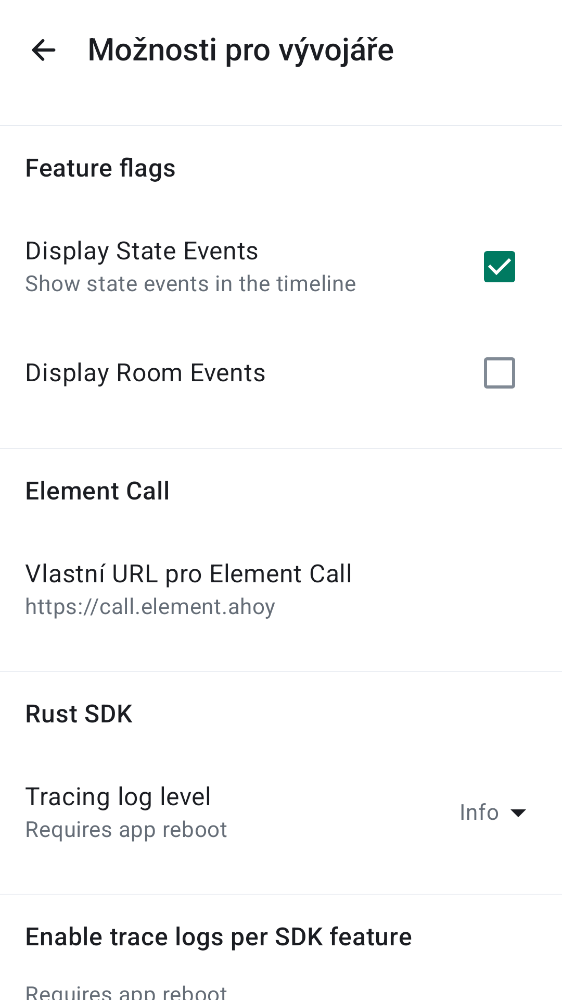 Možnosti pro vývojáře
Feature flags
Display State Events
Show state events in the timeline
Display Room Events
Element Call
Vlastní URL pro Element Call
https://call.element.ahoy
Rust SDK
Tracing log level
Requires app reboot
Info
Enable trace logs per SDK feature
Requires app reboot